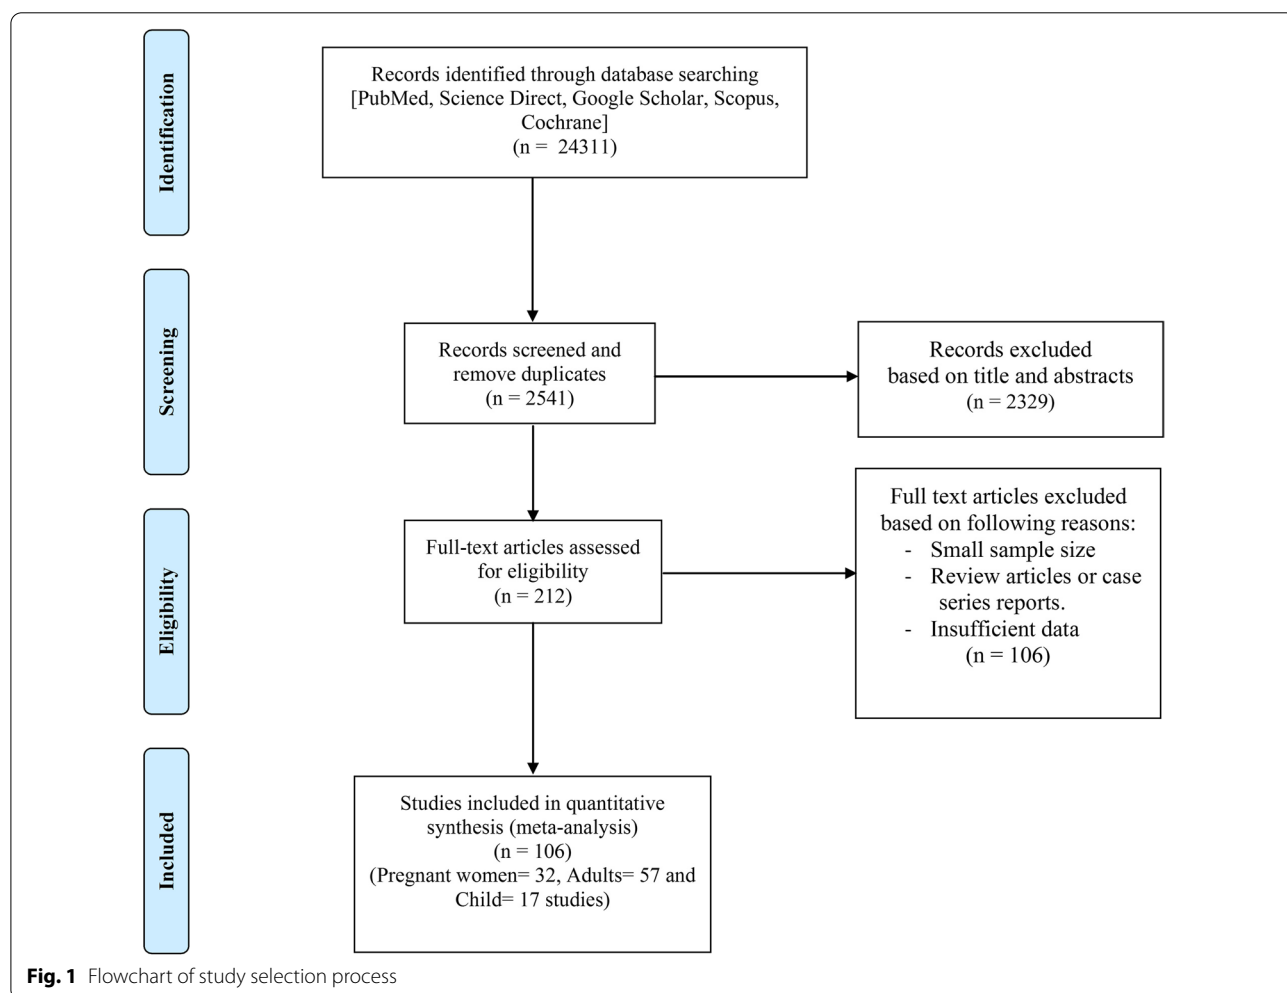 Identification
Records identified through database searching
[PubMed, Science Direct, Google Scholar, Scopus,
Cochrane]
(n = 24311)
Screening
Records screened and
remove duplicates
(n = 2541)
Records excluded
based on title and abstracts
(n = 2329)
Eligibility
Full-text articles assessed
for eligibility
(n = 212)
Full text articles excluded
based on following reasons:
- Small sample size
- Review articles or case
series reports.
- Insufficient data
(n = 106)
Included
Studies included in quantitative
synthesis (meta-analysis)
(n = 106)
(Pregnant women= 32, Adults= 57 and
Child= 17 studies)
Fig. 1 Flowchart of study selection process